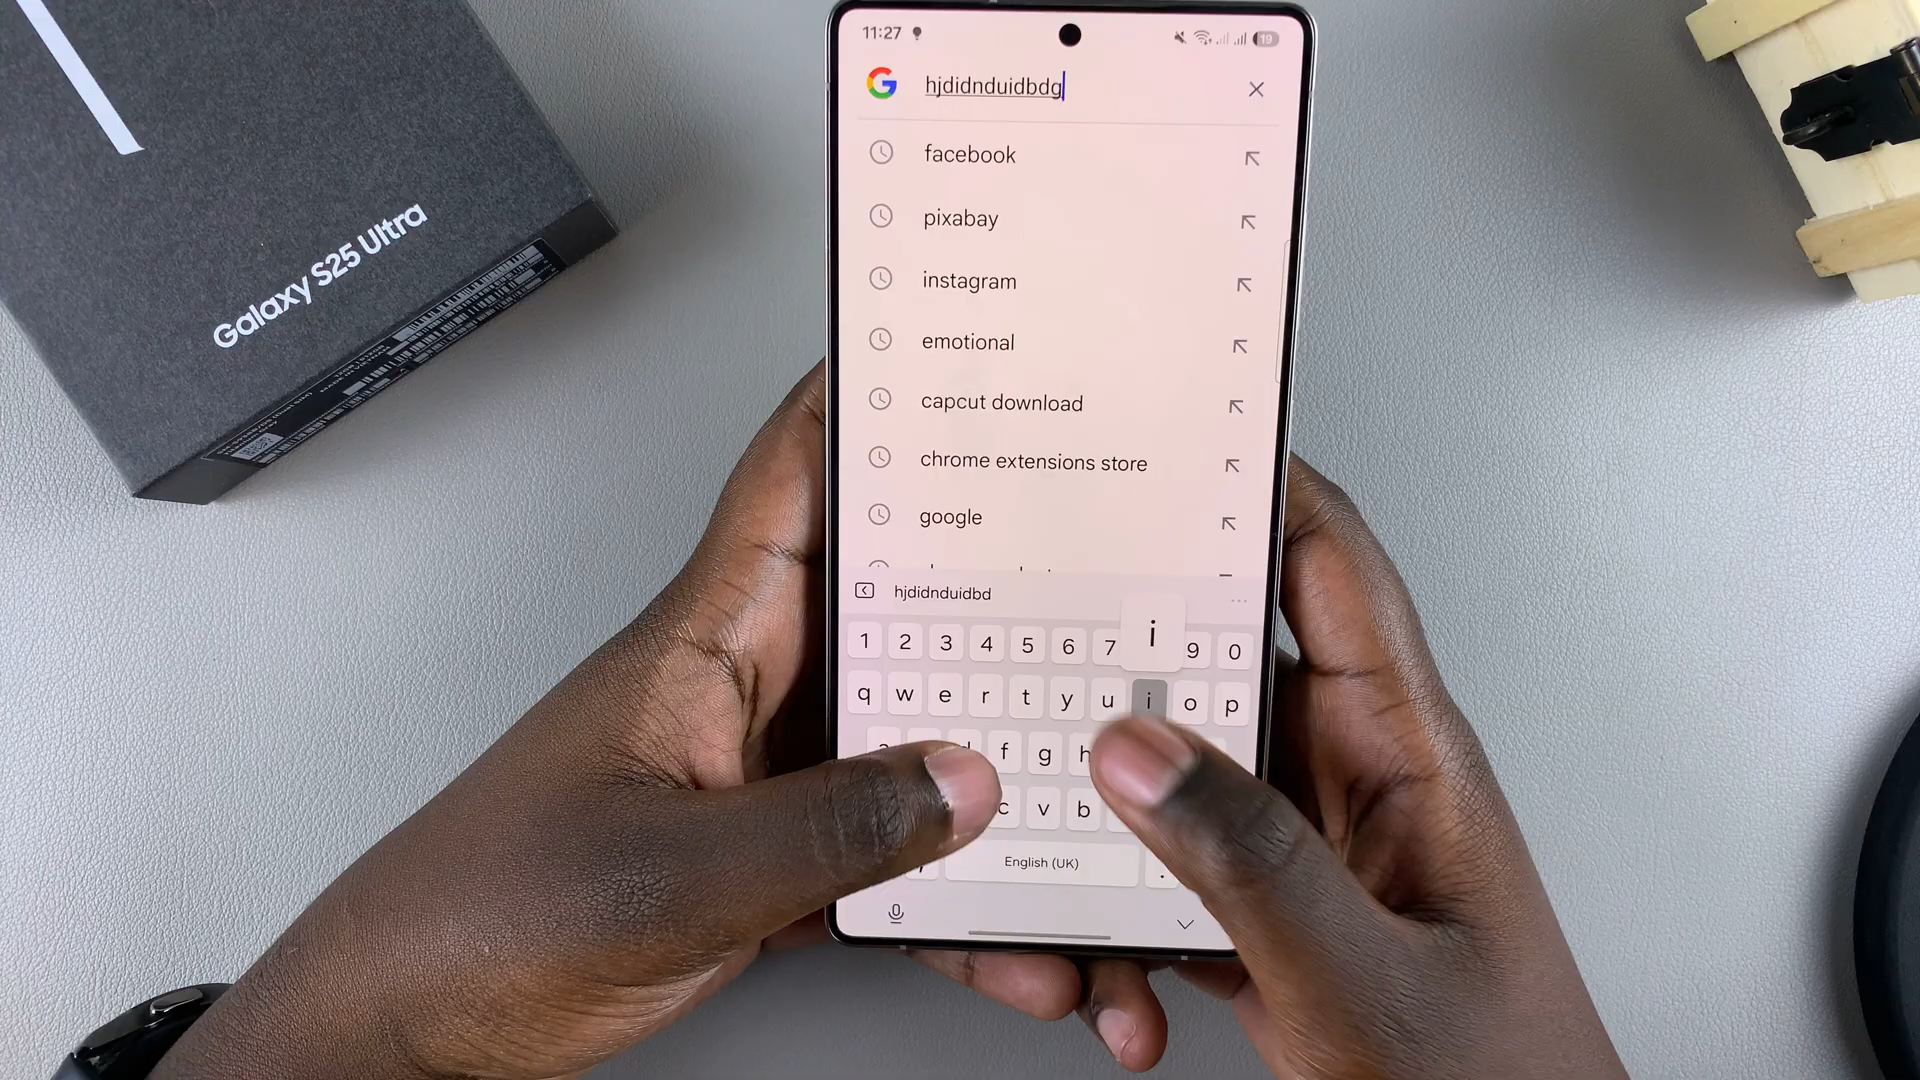 Galaxy S25 Ultra
11:27
19
hjdidnduidbdg
facebook
pixabay
instagram
emotional
capcut download
chrome extensions store
google
hjdidnduidbd
i
1 2 3 4 5 6 7 9 0
q w e r t y u i o p
f g h
c v b
English (UK) .